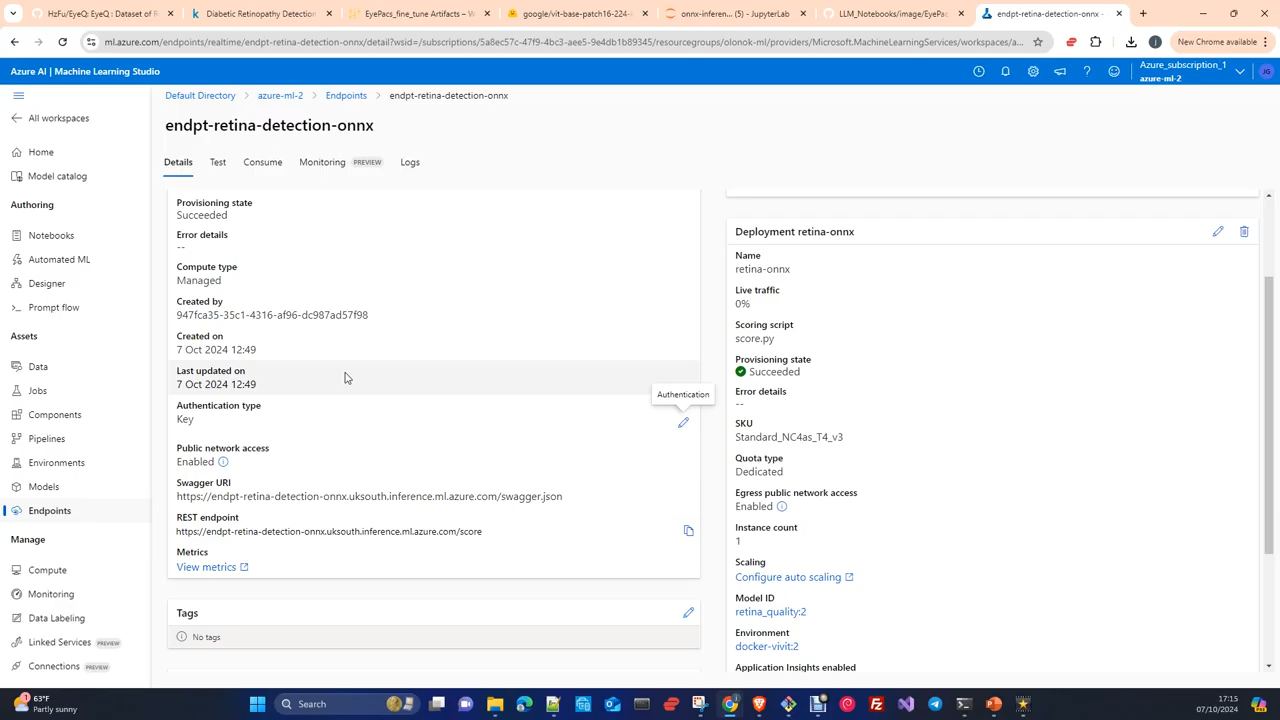 HzFu/EyeQ: EyeQ : Dataset of R
Diabetic Retinopathy Detection
EyePacs_fine_tune Artifacts – W
google/vit-base-patch16-224-i
onnx-inferen... (5) - JupyterLab
LLM_Notebooks/image/EyePac
endpt-retina-detection-onnx -
ml.azure.com/endpoints/realtime/endpt-retina-detection-onnx/detail?wsid=/subscriptions/5a8ec57c-47f9-4bc3-aee5-9e4db1b89345/resourcegroups/olonok-ml/providers/Microsoft.MachineLearningServices/workspaces/a...
New Chrome available
Azure AI | Machine Learning Studio
Azure_subscription_1
azure-ml-2
JG
All workspaces
Home
Model catalog
Authoring
Notebooks
Automated ML
Designer
Prompt flow
Assets
Data
Jobs
Components
Pipelines
Environments
Models
Endpoints
Manage
Compute
Monitoring
Data Labeling
Linked Services PREVIEW
Connections PREVIEW
Default Directory > azure-ml-2 > Endpoints > endpt-retina-detection-onnx
endpt-retina-detection-onnx
Details Test Consume Monitoring PREVIEW Logs
Provisioning state
Succeeded
Error details
--
Compute type
Managed
Created by
947fca35-35c1-4316-af96-dc987ad57f98
Created on
7 Oct 2024 12:49
Last updated on
7 Oct 2024 12:49
Authentication type
Key
Authentication
Public network access
Enabled
Swagger URI
https://endpt-retina-detection-onnx.uksouth.inference.ml.azure.com/swagger.json
REST endpoint
https://endpt-retina-detection-onnx.uksouth.inference.ml.azure.com/score
Metrics
View metrics
Tags
No tags
Deployment retina-onnx
Name
retina-onnx
Live traffic
0%
Scoring script
score.py
Provisioning state
Succeeded
Error details
--
SKU
Standard_NC4as_T4_v3
Quota type
Dedicated
Egress public network access
Enabled
Instance count
1
Scaling
Configure auto scaling
Model ID
retina_quality:2
Environment
docker-vivit:2
Application Insights enabled
63°F
Partly sunny
Search
17:15
07/10/2024